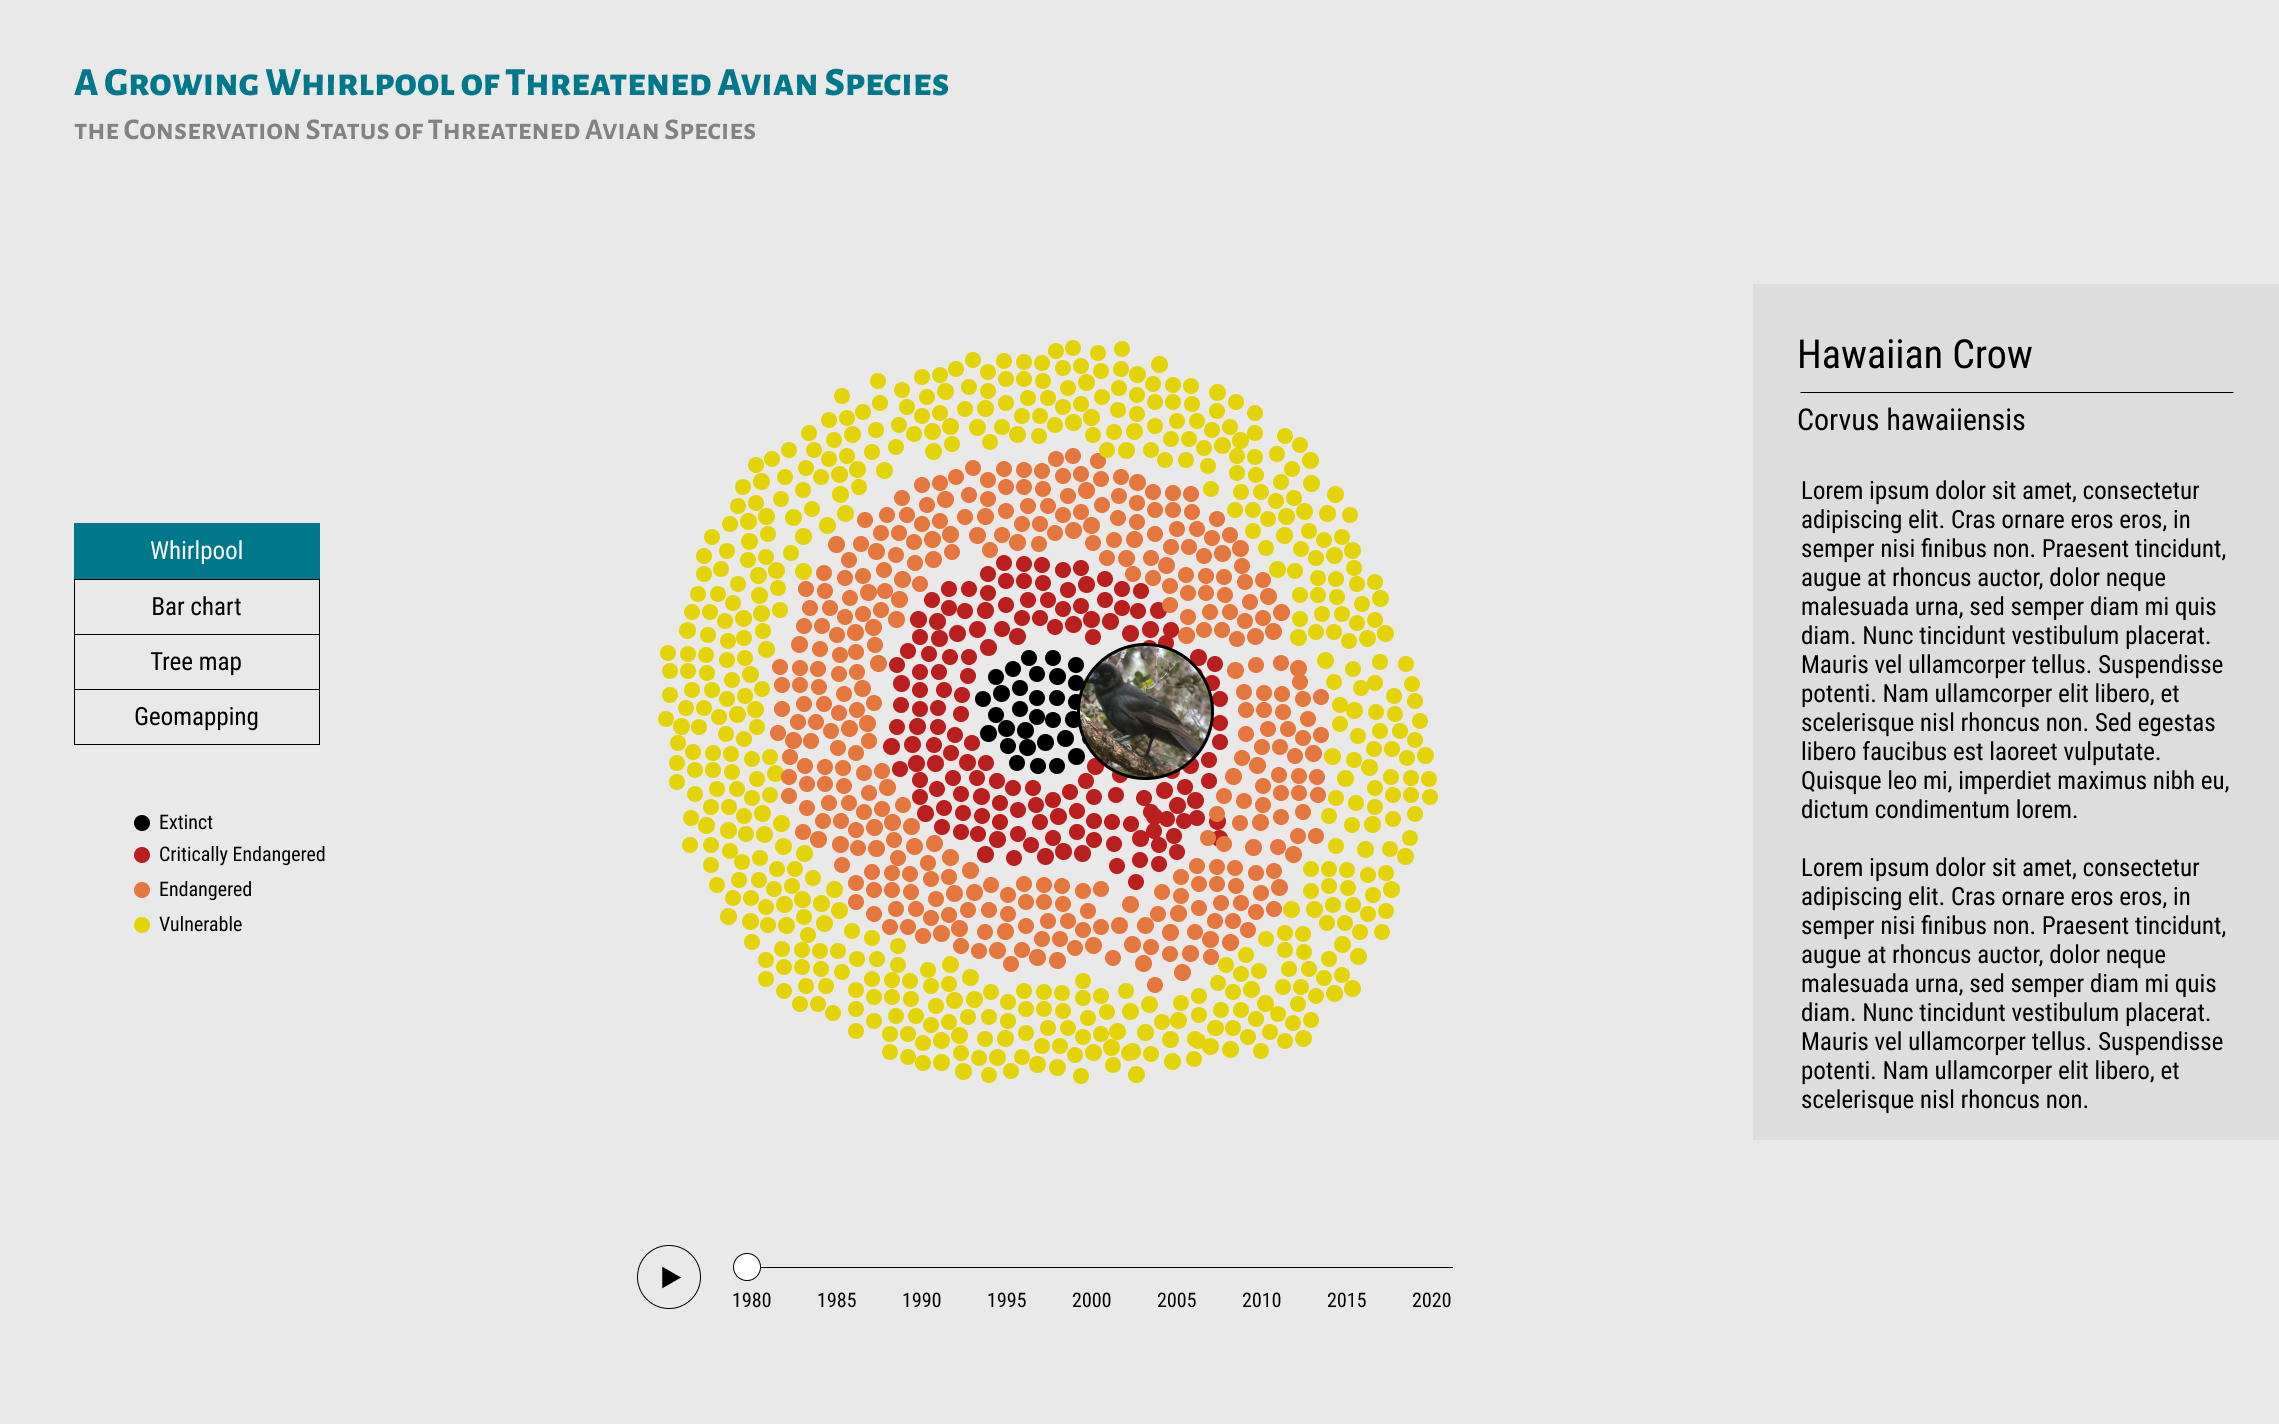 A Growing Whirlpool of Threatened Avian Species
the Conservation Status of Threatened Avian Species
Whirlpool
Bar chart
Tree map
Geomapping
Extinct
Critically Endangered
Endangered
Vulnerable
1980 1985 1990 1995 2000 2005 2010 2015 2020
Hawaiian Crow
Corvus hawaiiensis
Lorem ipsum dolor sit amet, consectetur
adipiscing elit. Cras ornare eros eros, in
semper nisi finibus non. Praesent tincidunt,
augue at rhoncus auctor, dolor neque
malesuada urna, sed semper diam mi quis
diam. Nunc tincidunt vestibulum placerat.
Mauris vel ullamcorper tellus. Suspendisse
potenti. Nam ullamcorper elit libero, et
scelerisque nisl rhoncus non. Sed egestas
libero faucibus est laoreet vulputate.
Quisque leo mi, imperdiet maximus nibh eu,
dictum condimentum lorem.
Lorem ipsum dolor sit amet, consectetur
adipiscing elit. Cras ornare eros eros, in
semper nisi finibus non. Praesent tincidunt,
augue at rhoncus auctor, dolor neque
malesuada urna, sed semper diam mi quis
diam. Nunc tincidunt vestibulum placerat.
Mauris vel ullamcorper tellus. Suspendisse
potenti. Nam ullamcorper elit libero, et
scelerisque nisl rhoncus non.